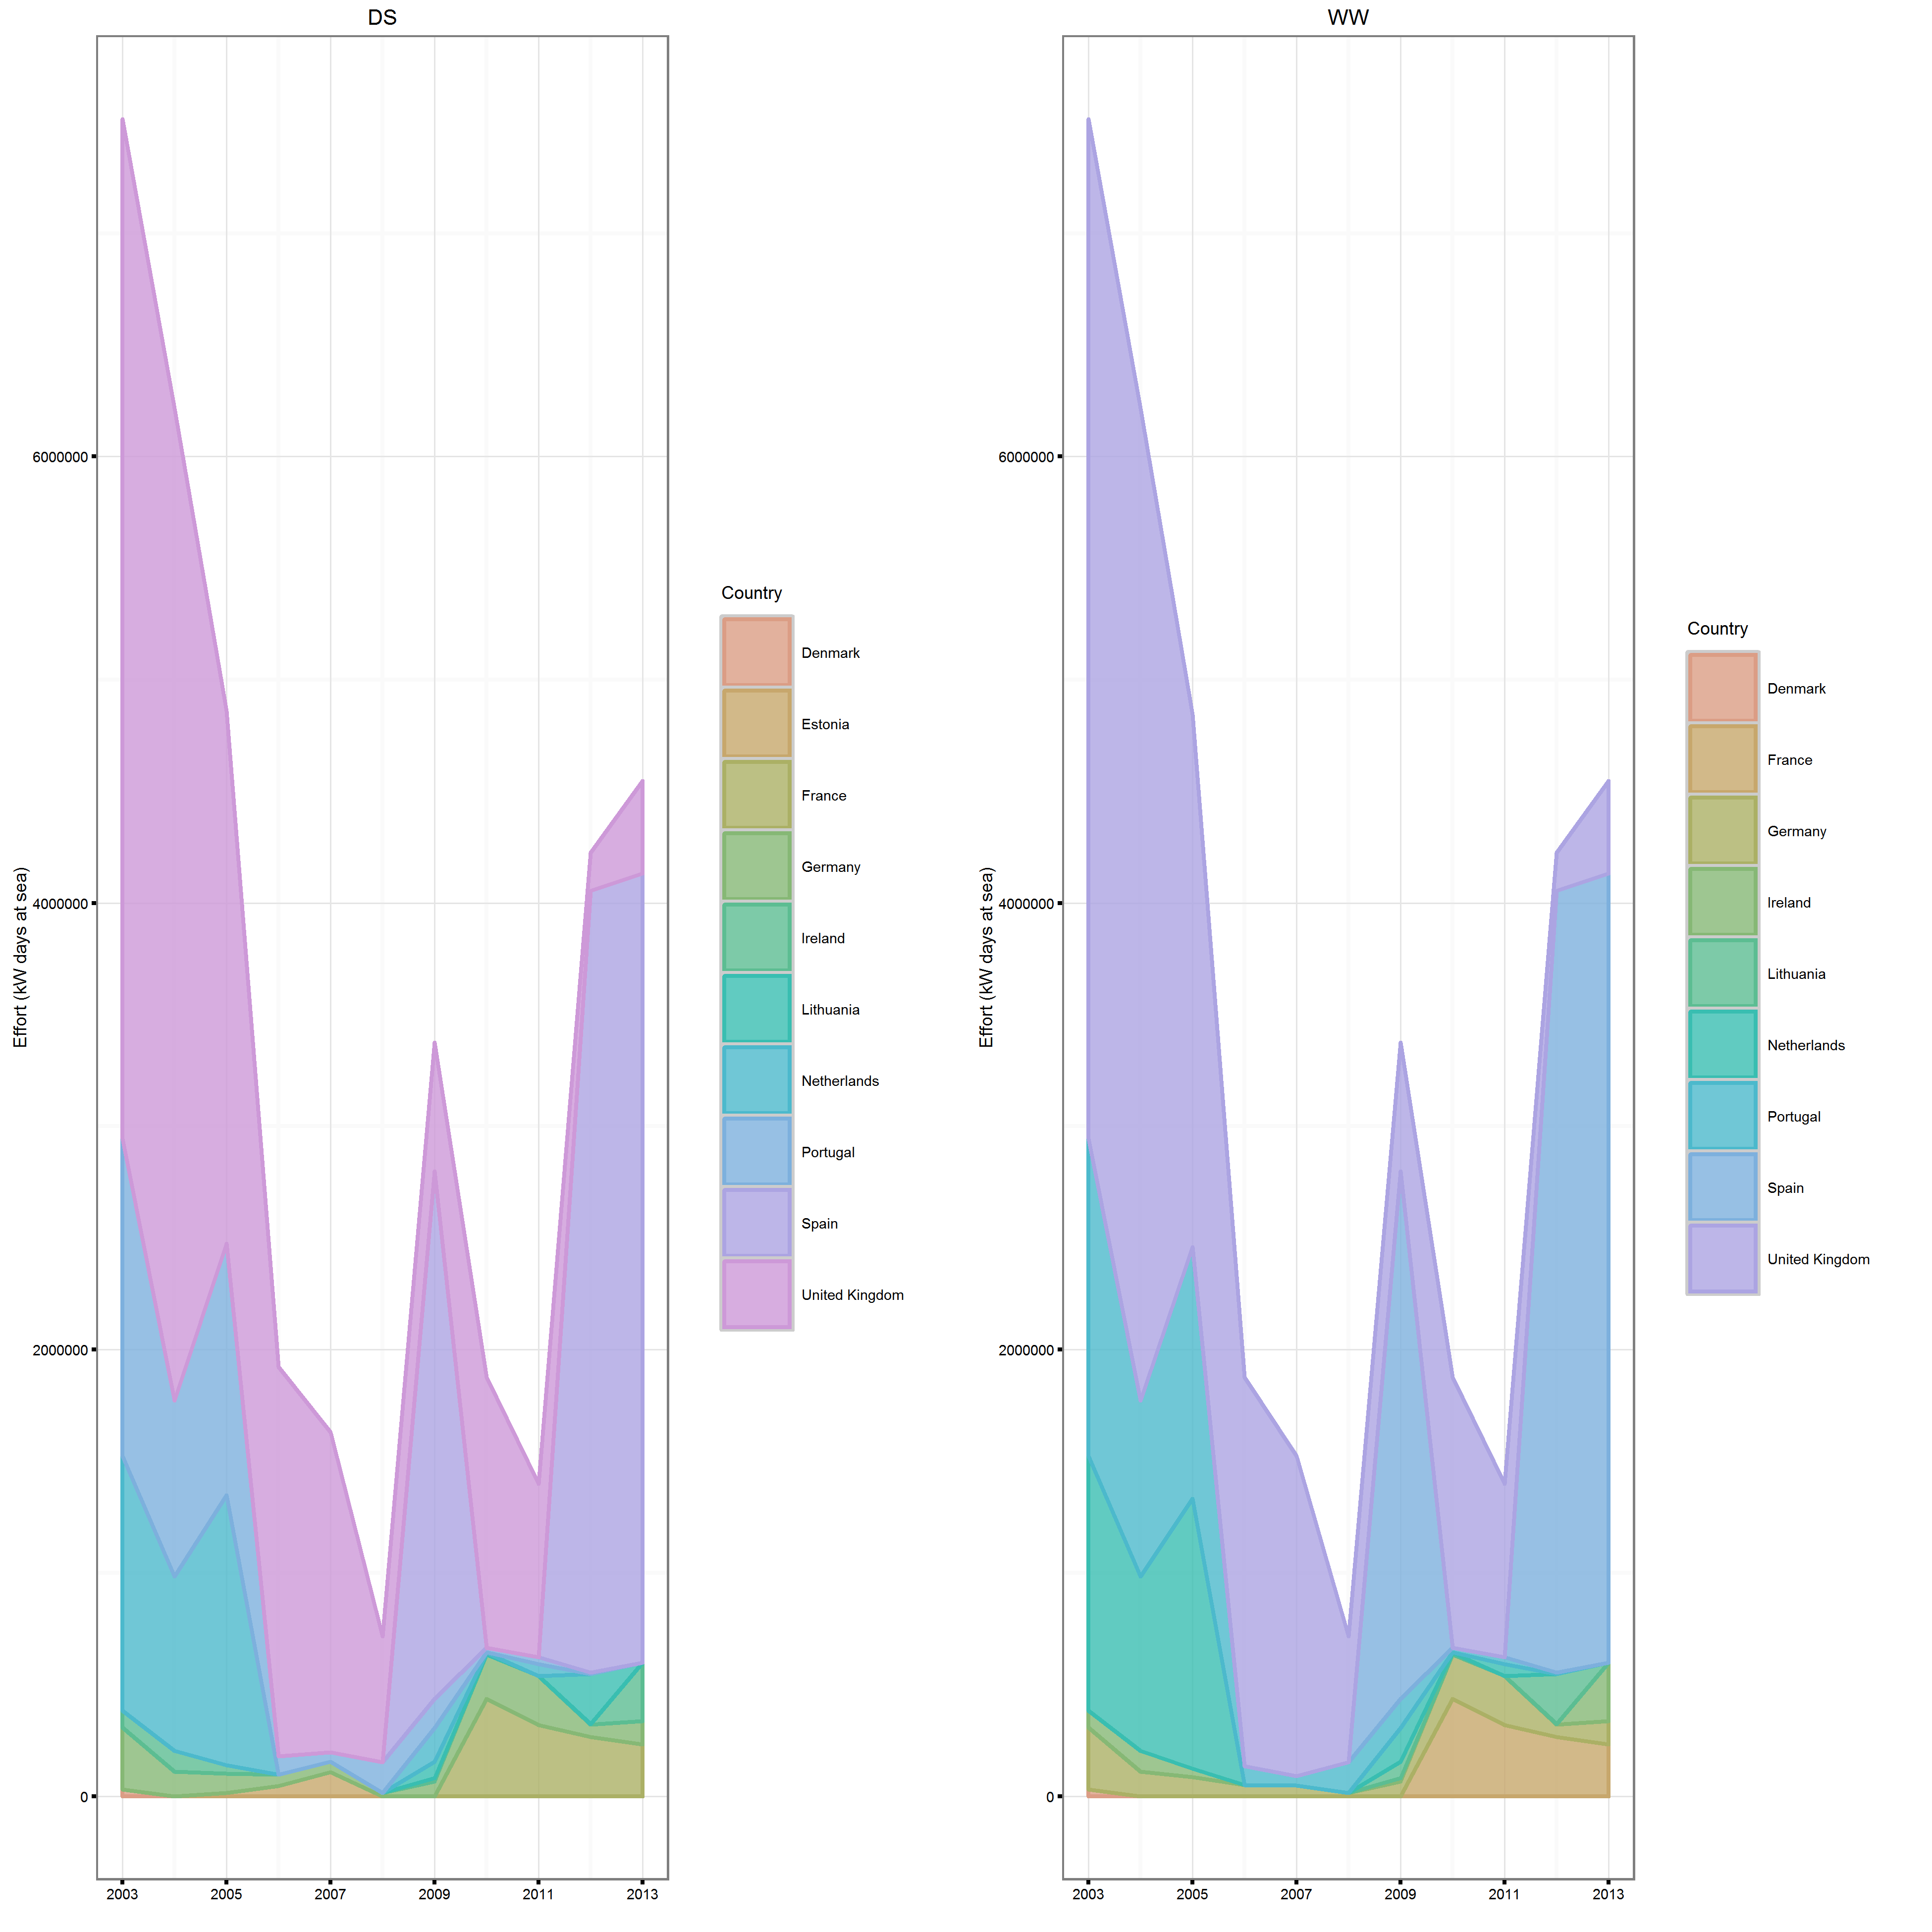 DS
Effort (kW days at sea)
6000000
4000000
2000000
0
2003 2005 2007 2009 2011 2013
Country
Denmark
Estonia
France
Germany
Ireland
Lithuania
Netherlands
Portugal
Spain
United Kingdom
WW
Effort (kW days at sea)
6000000
4000000
2000000
0
2003 2005 2007 2009 2011 2013
Country
Denmark
France
Germany
Ireland
Lithuania
Netherlands
Portugal
Spain
United Kingdom